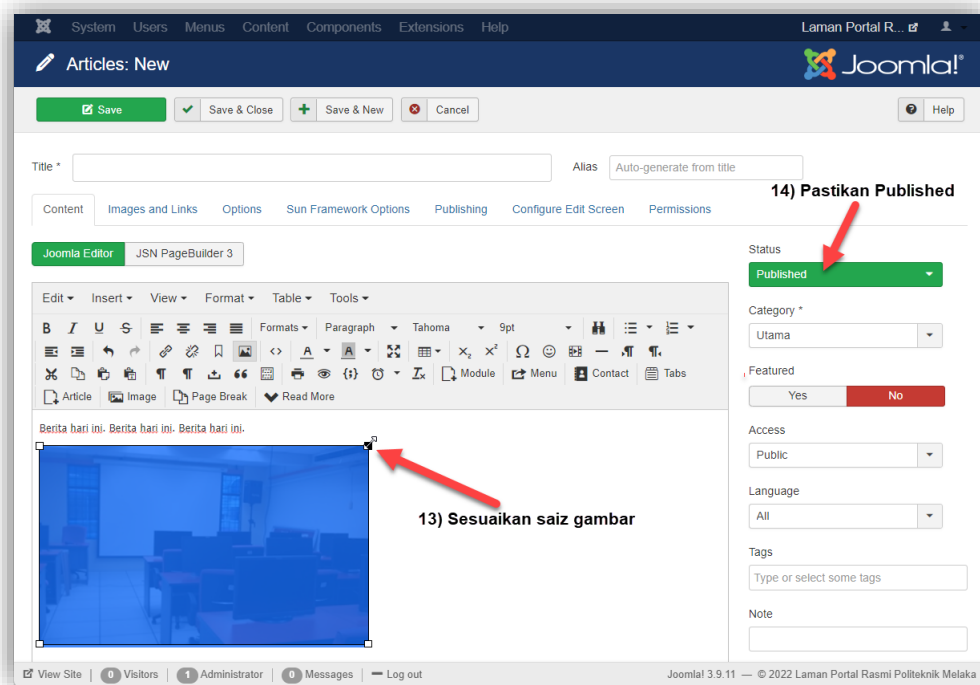 System Users Menus Content Components Extensions Help Laman Portal R...
Articles: New Joomla!®
Save Save & Close Save & New Cancel Help
Title * Alias Auto-generate from title
14) Pastikan Published
Content Images and Links Options Sun Framework Options Publishing Configure Edit Screen Permissions
Joomla Editor JSN PageBuilder 3
Status
Published
Edit Insert View Format Table Tools
Category *
B I U S Formats Paragraph Tahoma 9pt
Utama
Module Menu Contact Tabs
Featured
Article Image Page Break Read More
Yes No
Berita hari ini. Berita hari ini. Berita hari ini.
Access
Public
Language
13) Sesuaikan saiz gambar
All
Tags
Type or select some tags
Note
View Site 0 Visitors 1 Administrator 0 Messages Log out Joomla! 3.9.11 — © 2022 Laman Portal Rasmi Politeknik Melaka